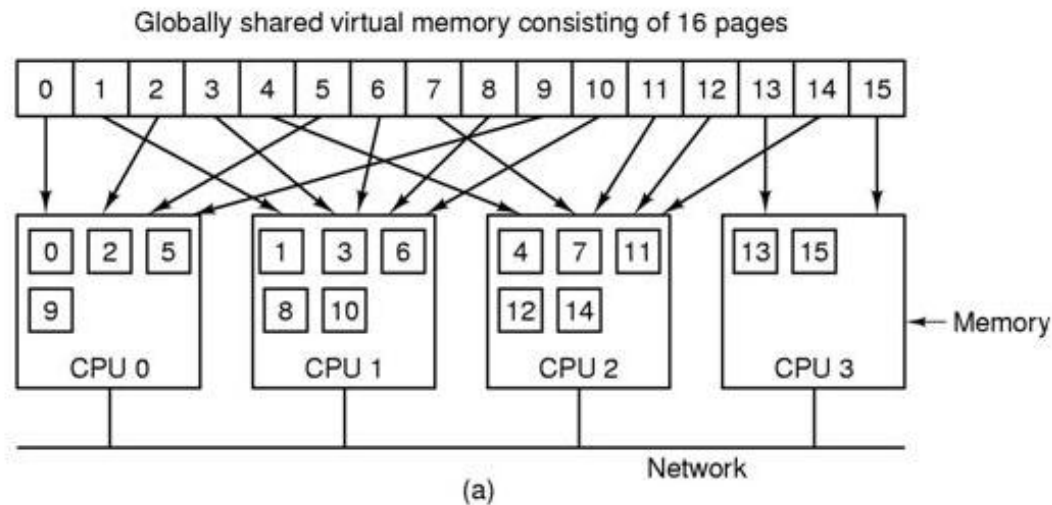 Globally shared virtual memory consisting of 16 pages
0 1 2 3 4 5 6 7 8 9 10 11 12 13 14 15
0 2 5 1 3 6 4 7 11 13 15
9 8 10 12 14
Memory
CPU 0 CPU 1 CPU 2 CPU 3
Network
(a)